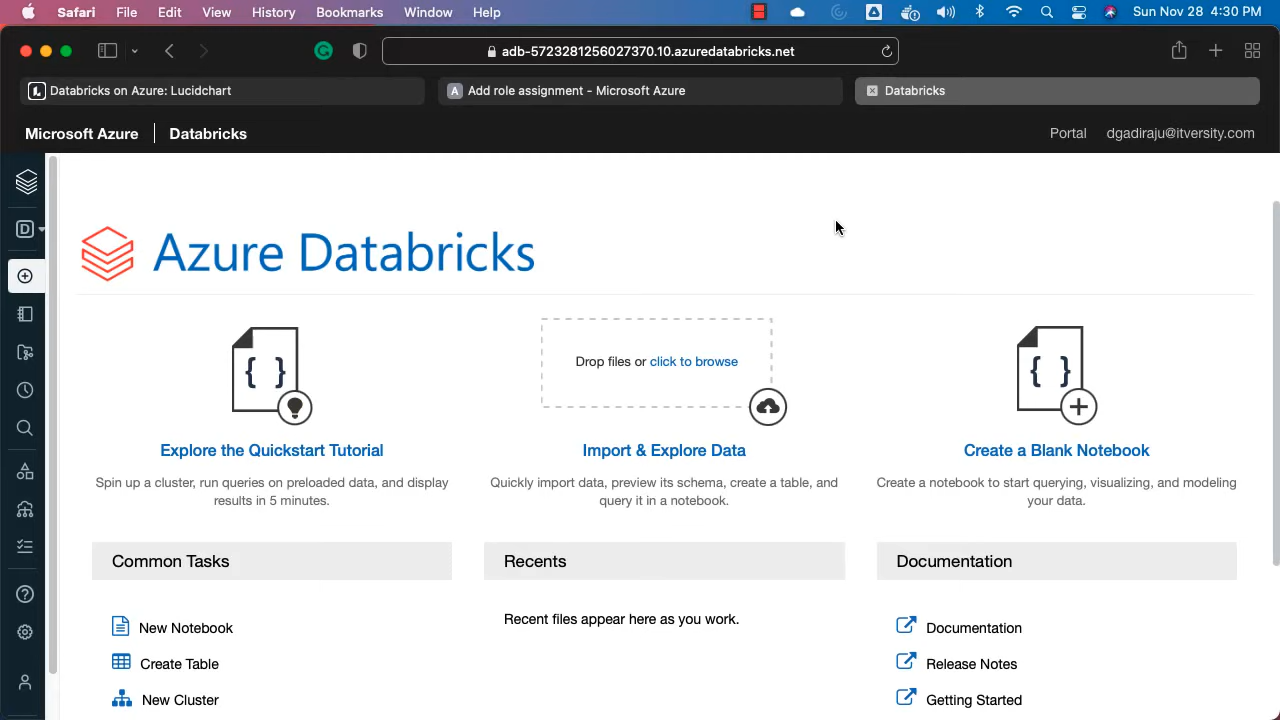 Safari File Edit View History Bookmarks Window Help Sun Nov 28 4:30 PM
adb-5723281256027370.10.azuredatabricks.net
Databricks on Azure: Lucidchart
A Add role assignment - Microsoft Azure
Databricks
Microsoft Azure Databricks Portal dgadiraju@itversity.com
D
Azure Databricks
{ }
Drop files or click to browse
{ }
Explore the Quickstart Tutorial
Spin up a cluster, run queries on preloaded data, and display
results in 5 minutes.
Import & Explore Data
Quickly import data, preview its schema, create a table, and
query it in a notebook.
Create a Blank Notebook
Create a notebook to start querying, visualizing, and modeling
your data.
Common Tasks
New Notebook
Create Table
New Cluster
Recents
Recent files appear here as you work.
Documentation
Documentation
Release Notes
Getting Started